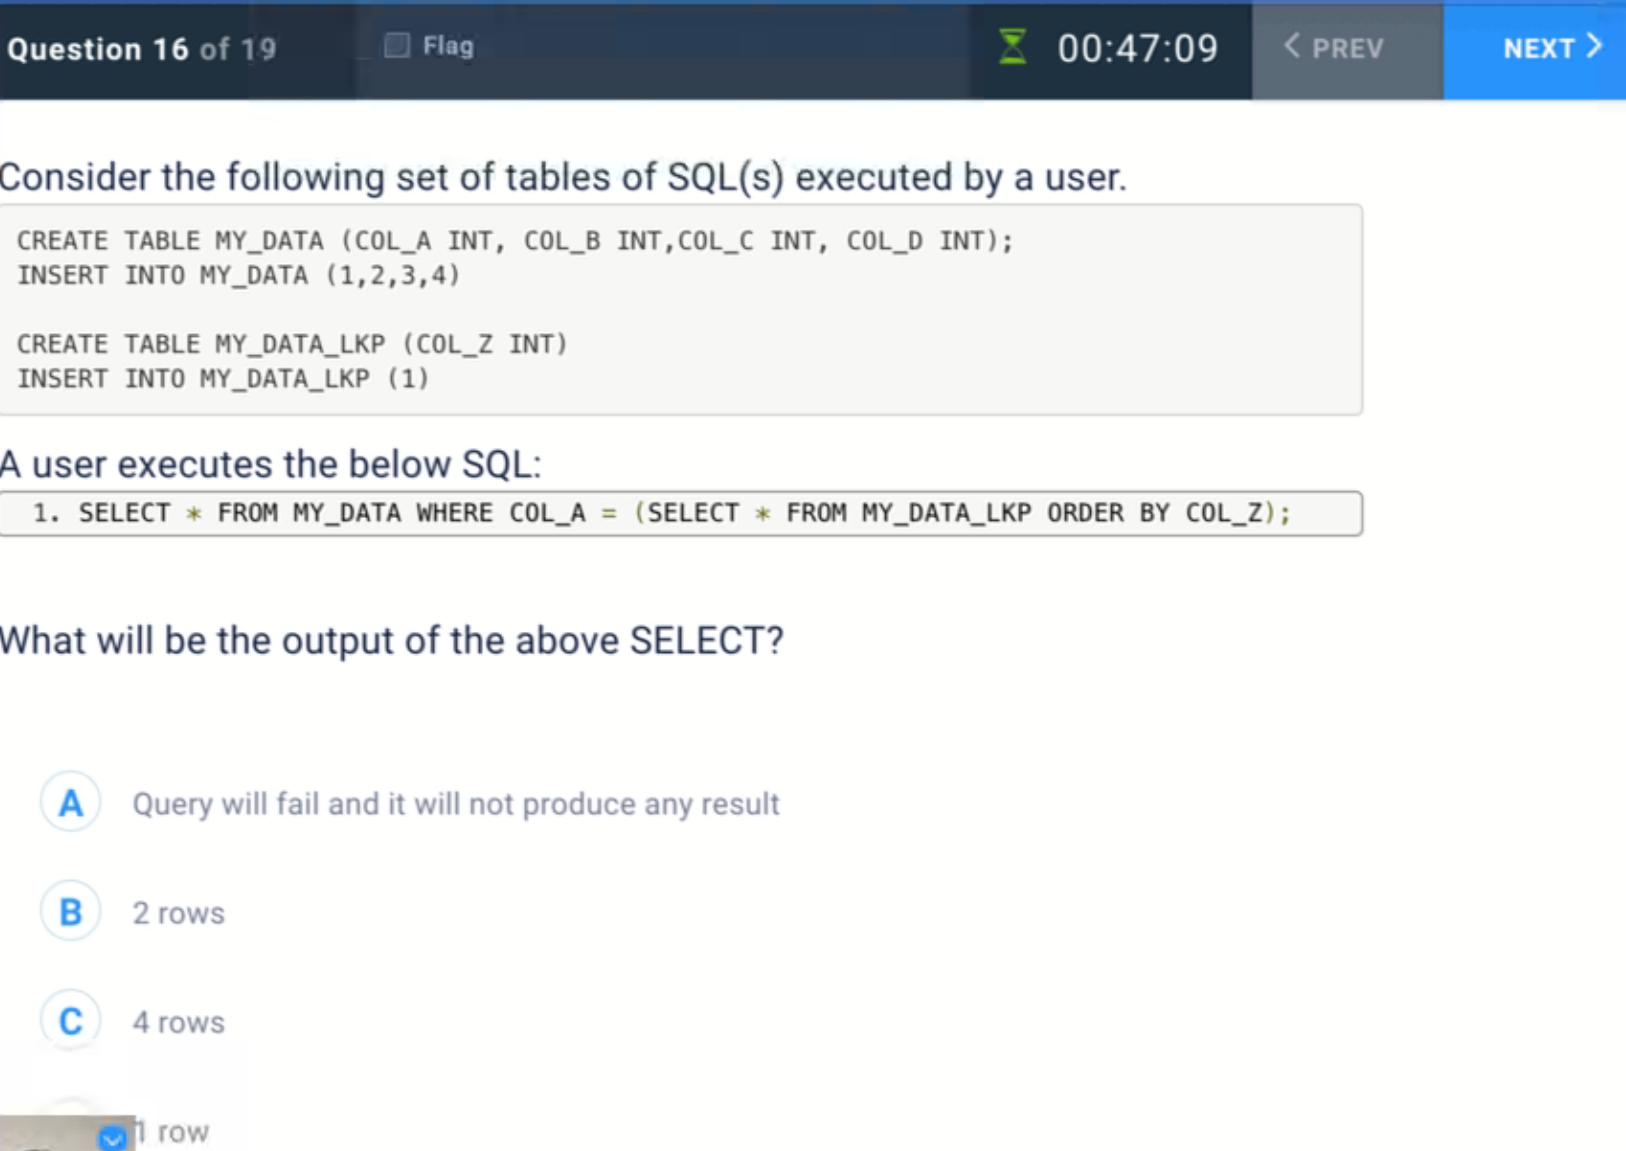 Question 16 of 19
Flag
00:47:09
PREV
NEXT
Consider the following set of tables of SQL(s) executed by a user.
CREATE TABLE MY_DATA (COL_A INT, COL_B INT,COL_C INT, COL_D INT);
INSERT INTO MY_DATA (1,2,3,4)
CREATE TABLE MY_DATA_LKP (COL_Z INT)
INSERT INTO MY_DATA_LKP (1)
A user executes the below SQL:
1. SELECT * FROM MY_DATA WHERE COL_A = (SELECT * FROM MY_DATA_LKP ORDER BY COL_Z);
What will be the output of the above SELECT?
A Query will fail and it will not produce any result
B 2 rows
C 4 rows
1 row